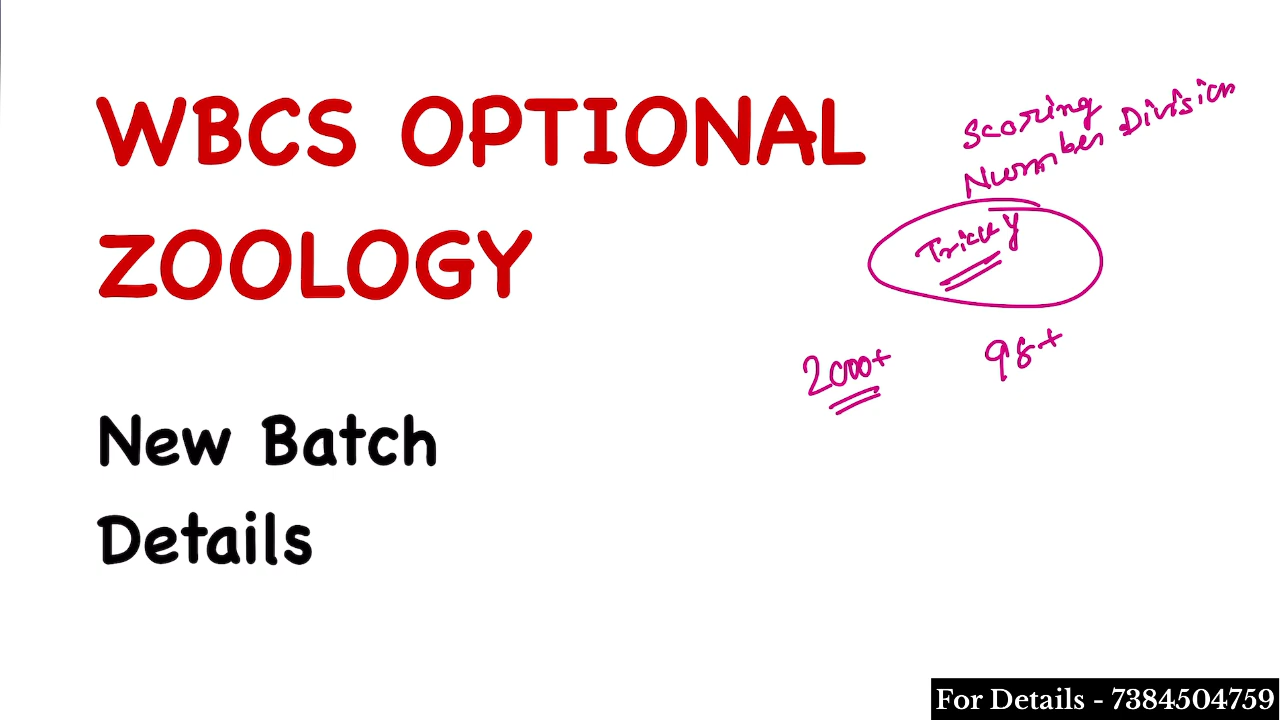 WBCS OPTIONAL
ZOOLOGY
New Batch
Details
Scoring
Number Division
Tricky
2000+
98+
For Details - 7384504759